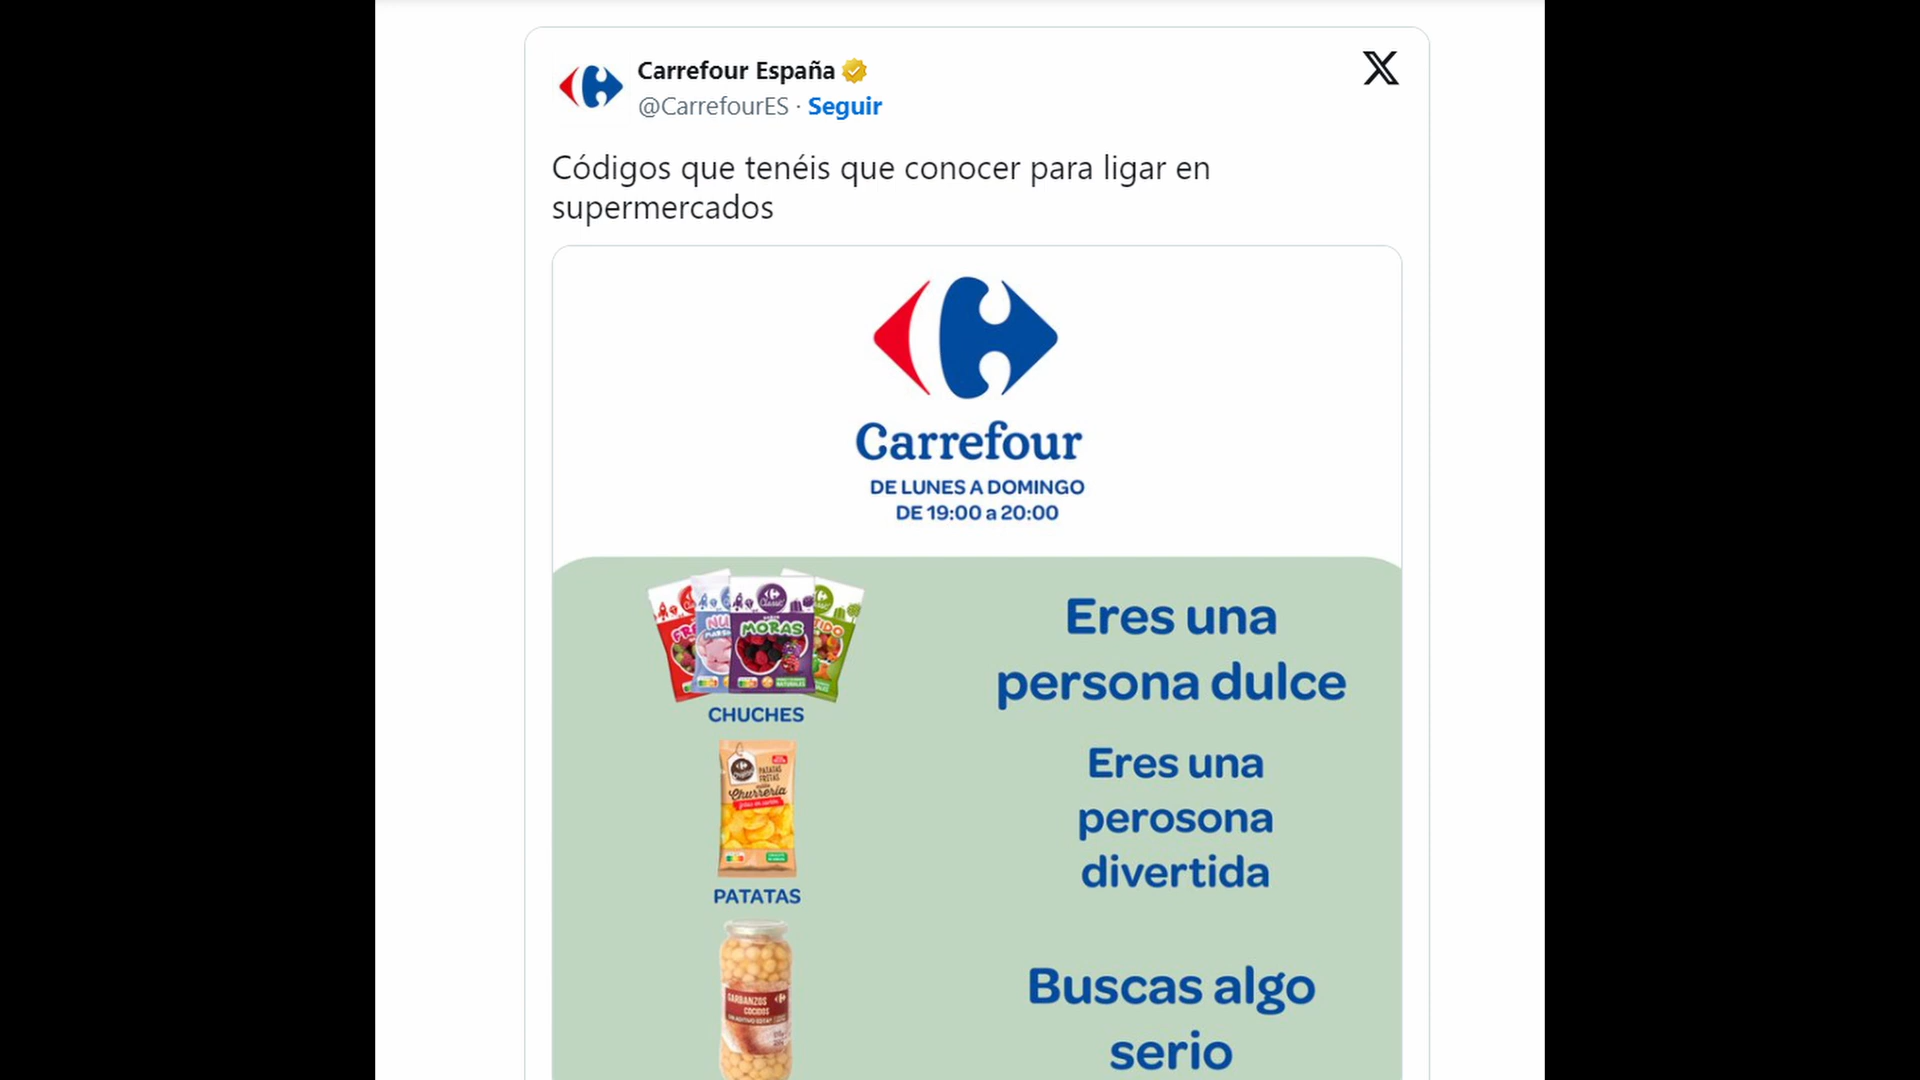 Carrefour España
@CarrefourES · Seguir
Códigos que tenéis que conocer para ligar en
supermercados
Carrefour
DE LUNES A DOMINGO
DE 19:00 a 20:00
MORAS
CHUCHES
Eres una
persona dulce
PATATAS
FRITAS
Churrería
PATATAS
Eres una
perosona
divertida
GARBANZOS
COCIDOS
Buscas algo
serio